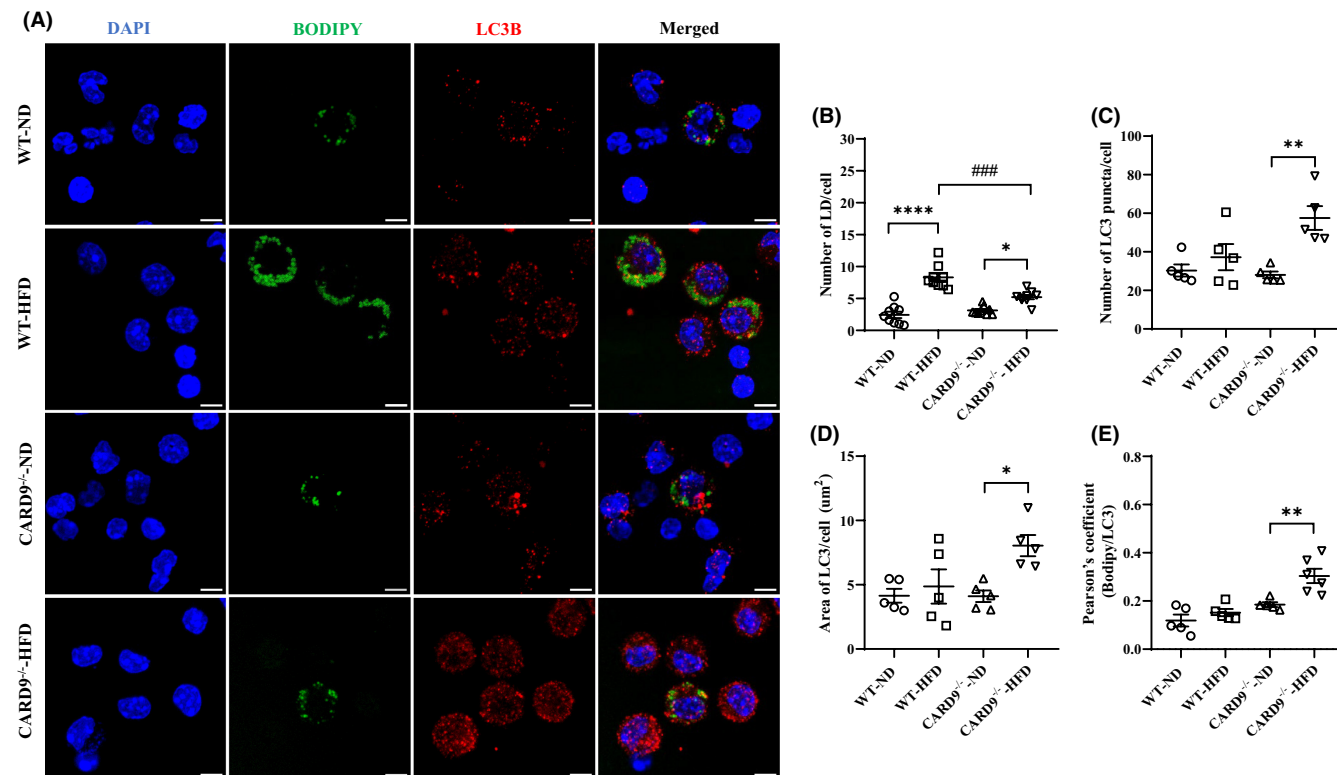 (A)
DAPI BODIPY LC3B Merged
WT-ND
WT-HFD
CARD9⁻/⁻-ND
CARD9⁻/⁻-HFD
(B)
Number of LD/cell
30
25
20
15
10
5
0
****
###
*
WT-ND WT-HFD CARD9⁻/⁻-ND CARD9⁻/⁻- HFD
(C)
Number of LC3 puncta/cell
100
80
60
40
20
0
**
WT-ND WT-HFD CARD9⁻/⁻-ND CARD9⁻/⁻-HFD
(D)
Area of LC3/cell (um²)
15
10
5
0
*
WT-ND WT-HFD CARD9⁻/⁻-ND CARD9⁻/⁻-HFD
(E)
Pearson's coefficient
(Bodipy/LC3)
0.8
0.6
0.4
0.2
0.0
**
WT-ND WT-HFD CARD9⁻/⁻-ND CARD9⁻/⁻-HFD